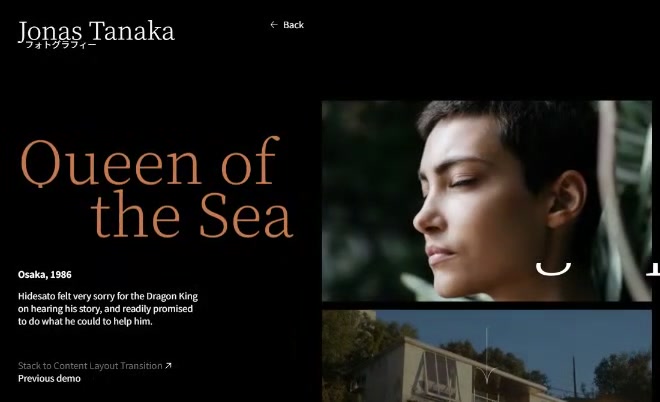 Jonas Tanaka
フォトグラフィー
← Back
Queen of
the Sea
Osaka, 1986
Hidesato felt very sorry for the Dragon King
on hearing his story, and readily promised
to do what he could to help him.
Stack to Content Layout Transition ↗
Previous demo